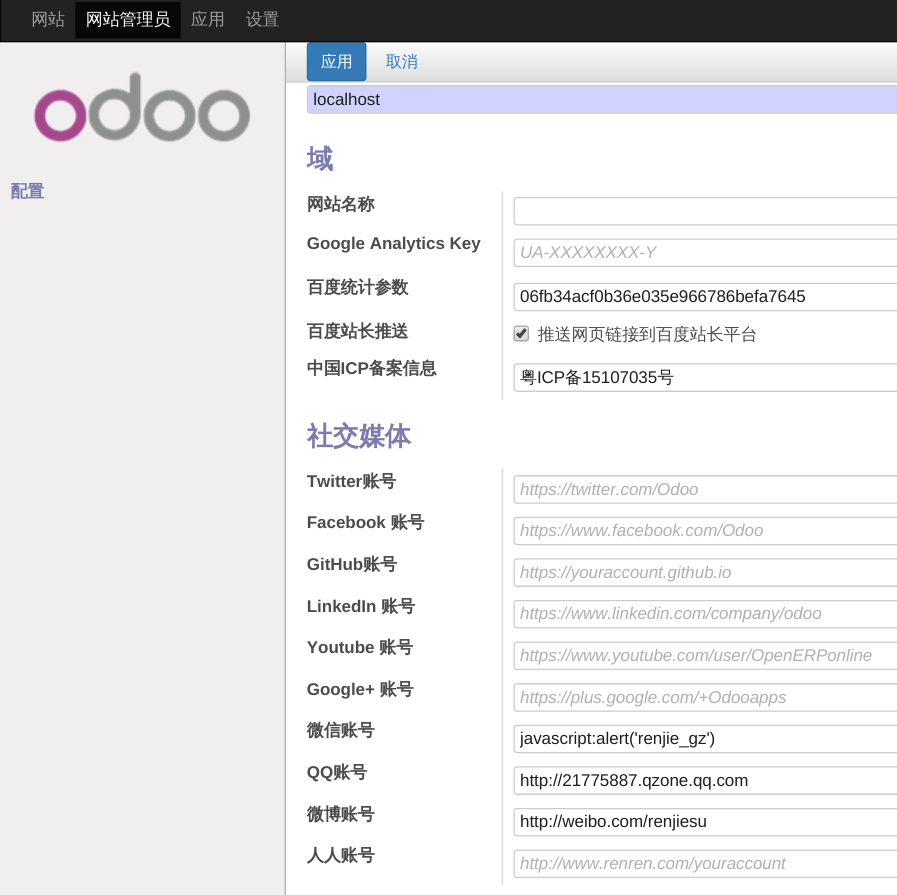 网站 网站管理员 应用 设置
应用 取消
odoo
配置
localhost
域
网站名称
Google Analytics Key UA-XXXXXXXX-Y
百度统计参数 06fb34acf0b36e035e966786befa7645
百度站长推送 推送网页链接到百度站长平台
中国ICP备案信息 粤ICP备15107035号
社交媒体
Twitter账号 https://twitter.com/Odoo
Facebook 账号 https://www.facebook.com/Odoo
GitHub账号 https://youraccount.github.io
LinkedIn 账号 https://www.linkedin.com/company/odoo
Youtube 账号 https://www.youtube.com/user/OpenERPonline
Google+ 账号 https://plus.google.com/+Odooapps
微信账号 javascript:alert('renjie_gz')
QQ账号 http://21775887.qzone.qq.com
微博账号 http://weibo.com/renjiesu
人人账号 http://www.renren.com/youraccount